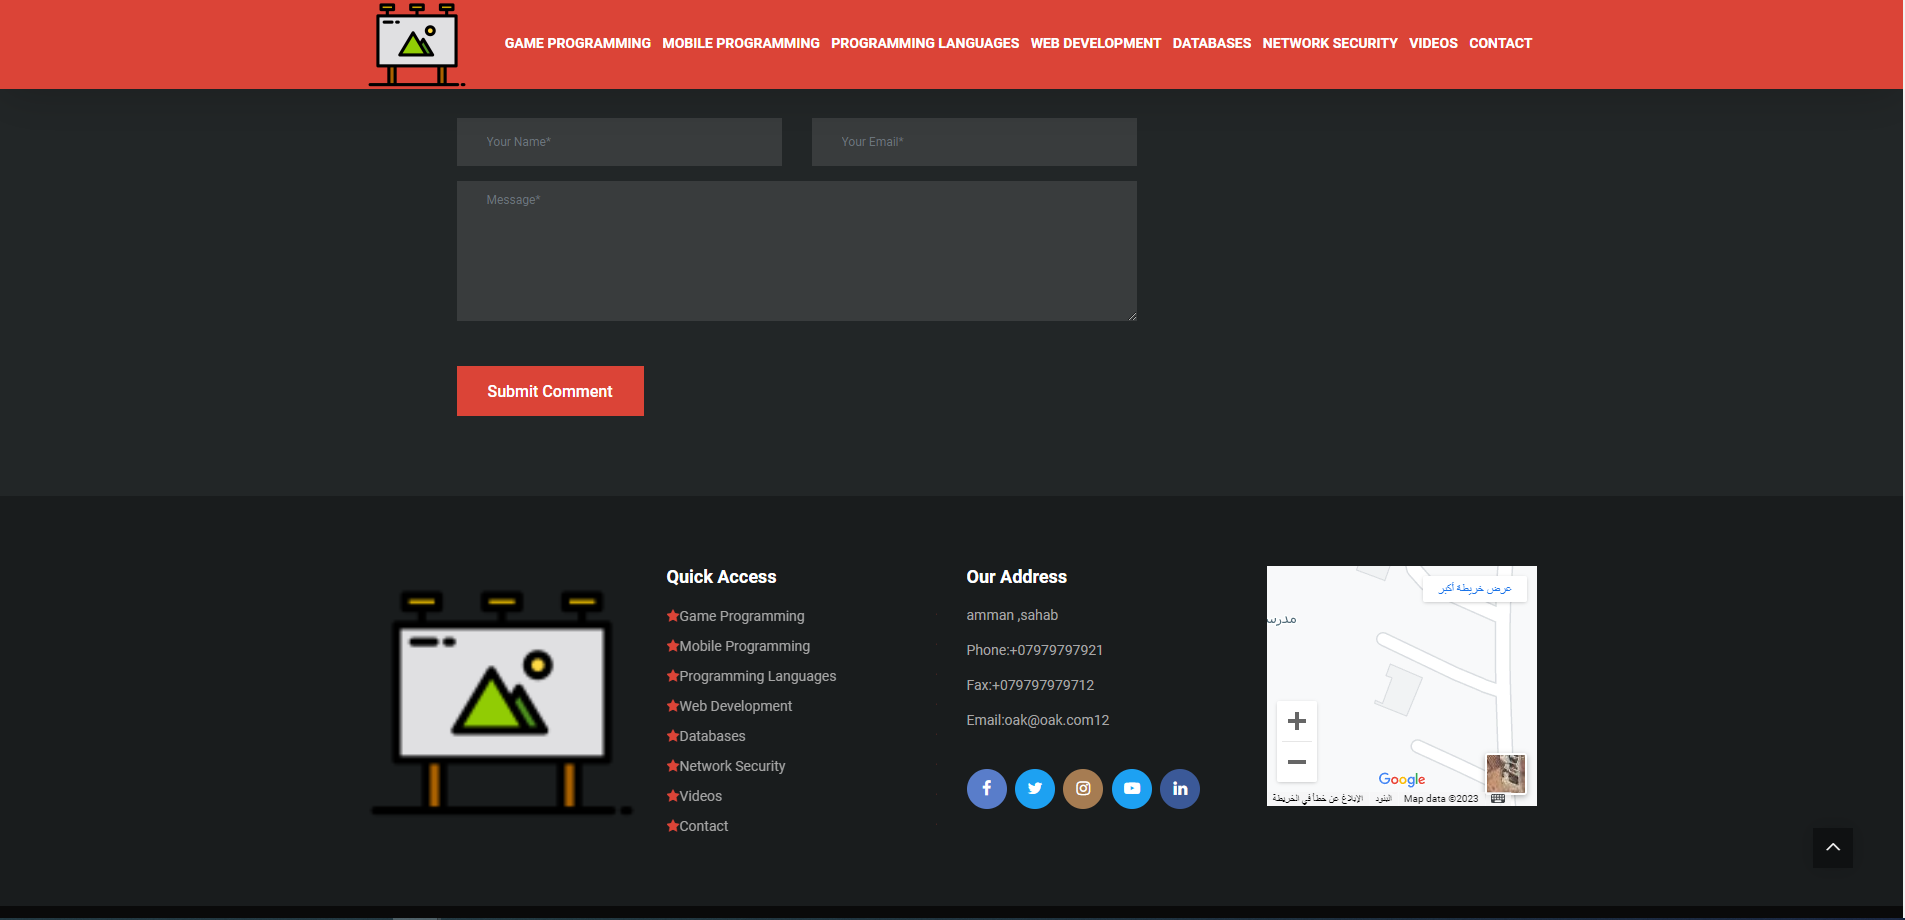 GAME PROGRAMMING MOBILE PROGRAMMING PROGRAMMING LANGUAGES WEB DEVELOPMENT DATABASES NETWORK SECURITY VIDEOS CONTACT
Your Name*
Your Email*
Message*
Submit Comment
Quick Access
Game Programming
Mobile Programming
Programming Languages
Web Development
Databases
Network Security
Videos
Contact
Our Address
amman ,sahab
Phone:+07979797921
Fax:+079797979712
Email:oak@oak.com12
عرض خريطة أكبر
مدرس
Google
الإبلاغ عن خطأ في الخريطة البنود Map data ©2023